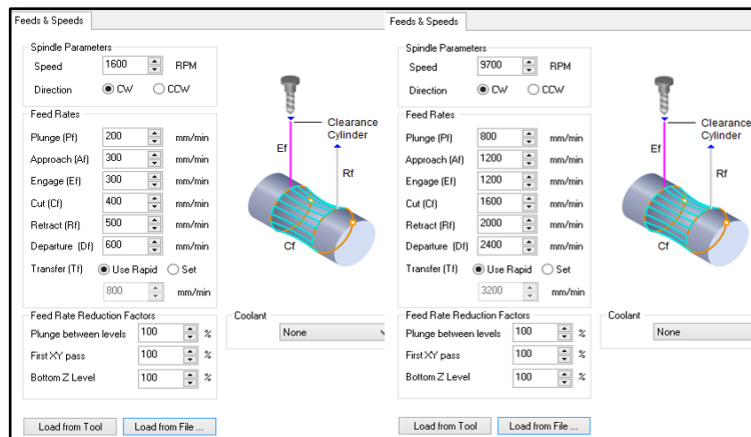 Feeds & Speeds
Spindle Parameters
Speed 1600 RPM
Direction CW CCW
Feed Rates
Plunge (Pf) 200 mm/min
Approach (Af) 300 mm/min
Engage (Ef) 300 mm/min
Cut (Cf) 400 mm/min
Retract (Rf) 500 mm/min
Departure (Df) 600 mm/min
Transfer (Tf) Use Rapid Set
800 mm/min
Clearance
Cylinder
Ef
Rf
Cf
Feed Rate Reduction Factors
Plunge between levels 100 %
First XY pass 100 %
Bottom Z Level 100 %
Coolant
None
Load from Tool Load from File ...
Feeds & Speeds
Spindle Parameters
Speed 9700 RPM
Direction CW CCW
Feed Rates
Plunge (Pf) 800 mm/min
Approach (Af) 1200 mm/min
Engage (Ef) 1200 mm/min
Cut (Cf) 1600 mm/min
Retract (Rf) 2000 mm/min
Departure (Df) 2400 mm/min
Transfer (Tf) Use Rapid Set
3200 mm/min
Clearance
Cylinder
Ef
Rf
Cf
Feed Rate Reduction Factors
Plunge between levels 100 %
First XY pass 100 %
Bottom Z Level 100 %
Coolant
None
Load from Tool Load from File ...